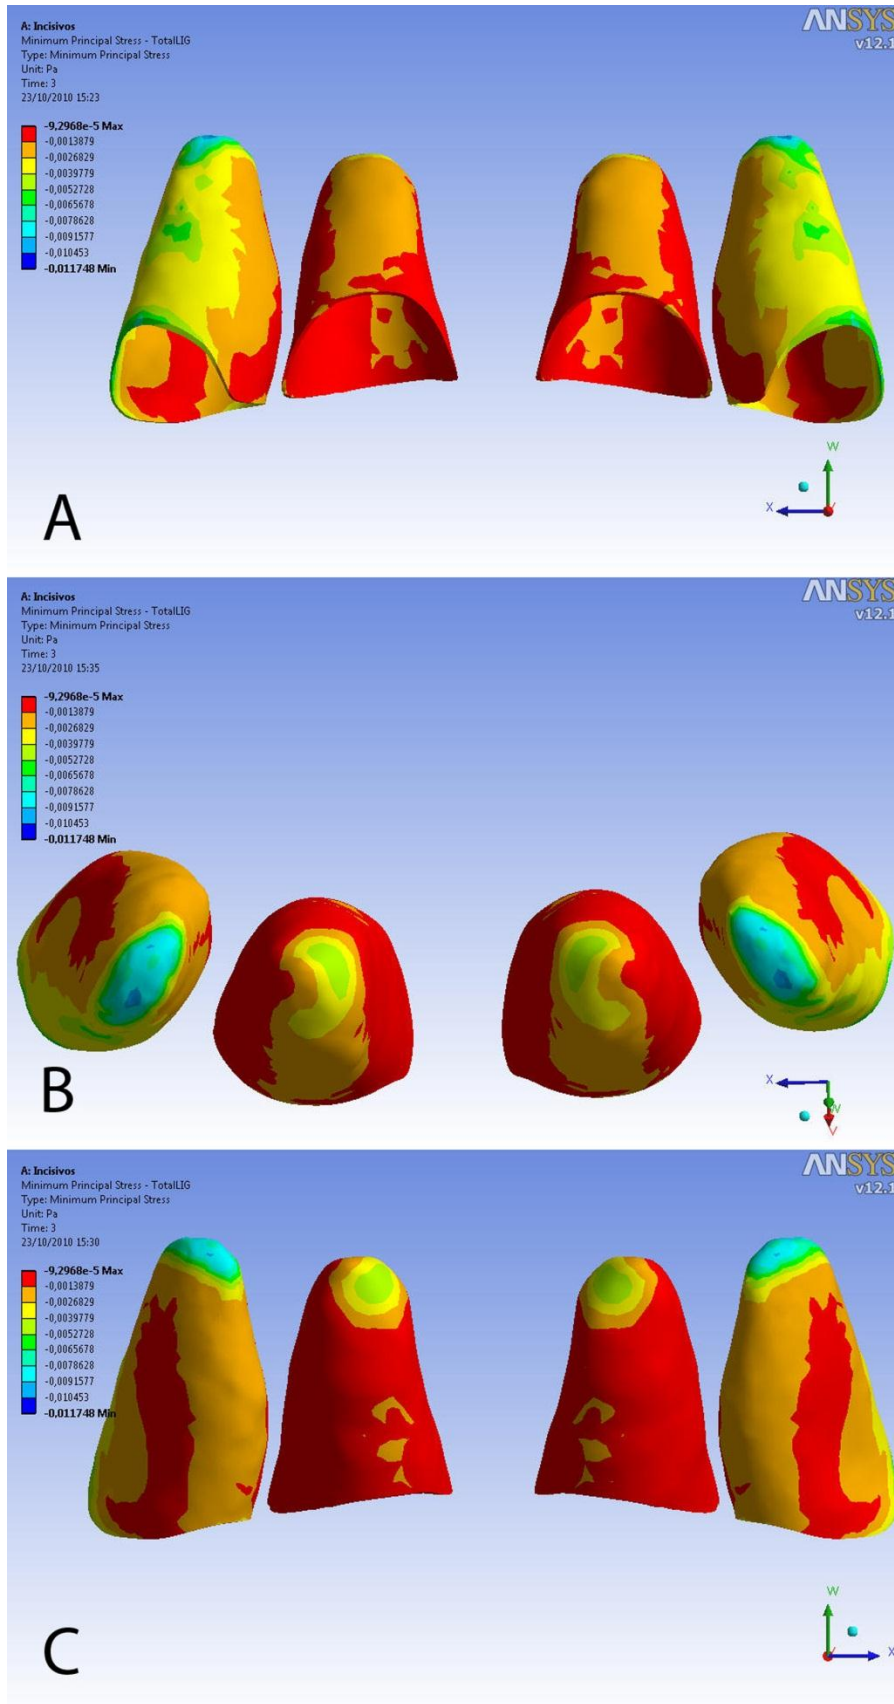 A: Incisivos
Minimum Principal Stress - TotalLIG
Type: Minimum Principal Stress
Unit: Pa
Time: 3
23/10/2010 15:23
-9,2968e-5 Max
-0,0013879
-0,0026829
-0,0039779
-0,0052728
-0,0065678
-0,0078628
-0,0091577
-0,010453
-0,011748 Min
ANSYS
v12.1
W
X
A
A: Incisivos
Minimum Principal Stress - TotalLIG
Type: Minimum Principal Stress
Unit: Pa
Time: 3
23/10/2010 15:35
-9,2968e-5 Max
-0,0013879
-0,0026829
-0,0039779
-0,0052728
-0,0065678
-0,0078628
-0,0091577
-0,010453
-0,011748 Min
ANSYS
v12.1
X
W
V
B
A: Incisivos
Minimum Principal Stress - TotalLIG
Type: Minimum Principal Stress
Unit: Pa
Time: 3
23/10/2010 15:30
-9,2968e-5 Max
-0,0013879
-0,0026829
-0,0039779
-0,0052728
-0,0065678
-0,0078628
-0,0091577
-0,010453
-0,011748 Min
ANSYS
v12.1
W
X
C